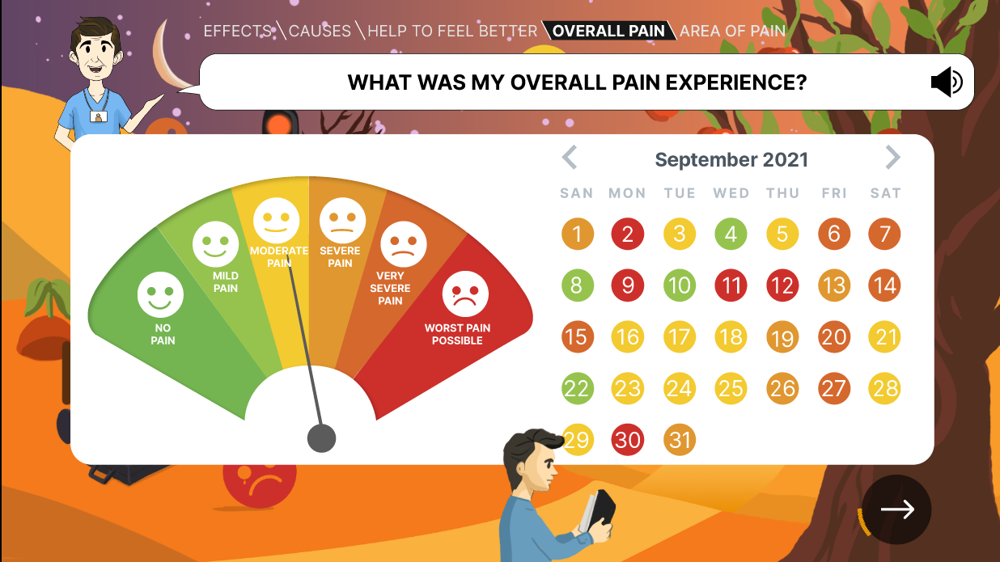 EFFECTS \ CAUSES \ HELP TO FEEL BETTER \ OVERALL PAIN \ AREA OF PAIN
WHAT WAS MY OVERALL PAIN EXPERIENCE?
NO
PAIN
MILD
PAIN
MODERATE
PAIN
SEVERE
PAIN
VERY
SEVERE
PAIN
WORST PAIN
POSSIBLE
September 2021
SAN MON TUE WED THU FRI SAT
1 2 3 4 5 6 7
8 9 10 11 12 13 14
15 16 17 18 19 20 21
22 23 24 25 26 27 28
29 30 31